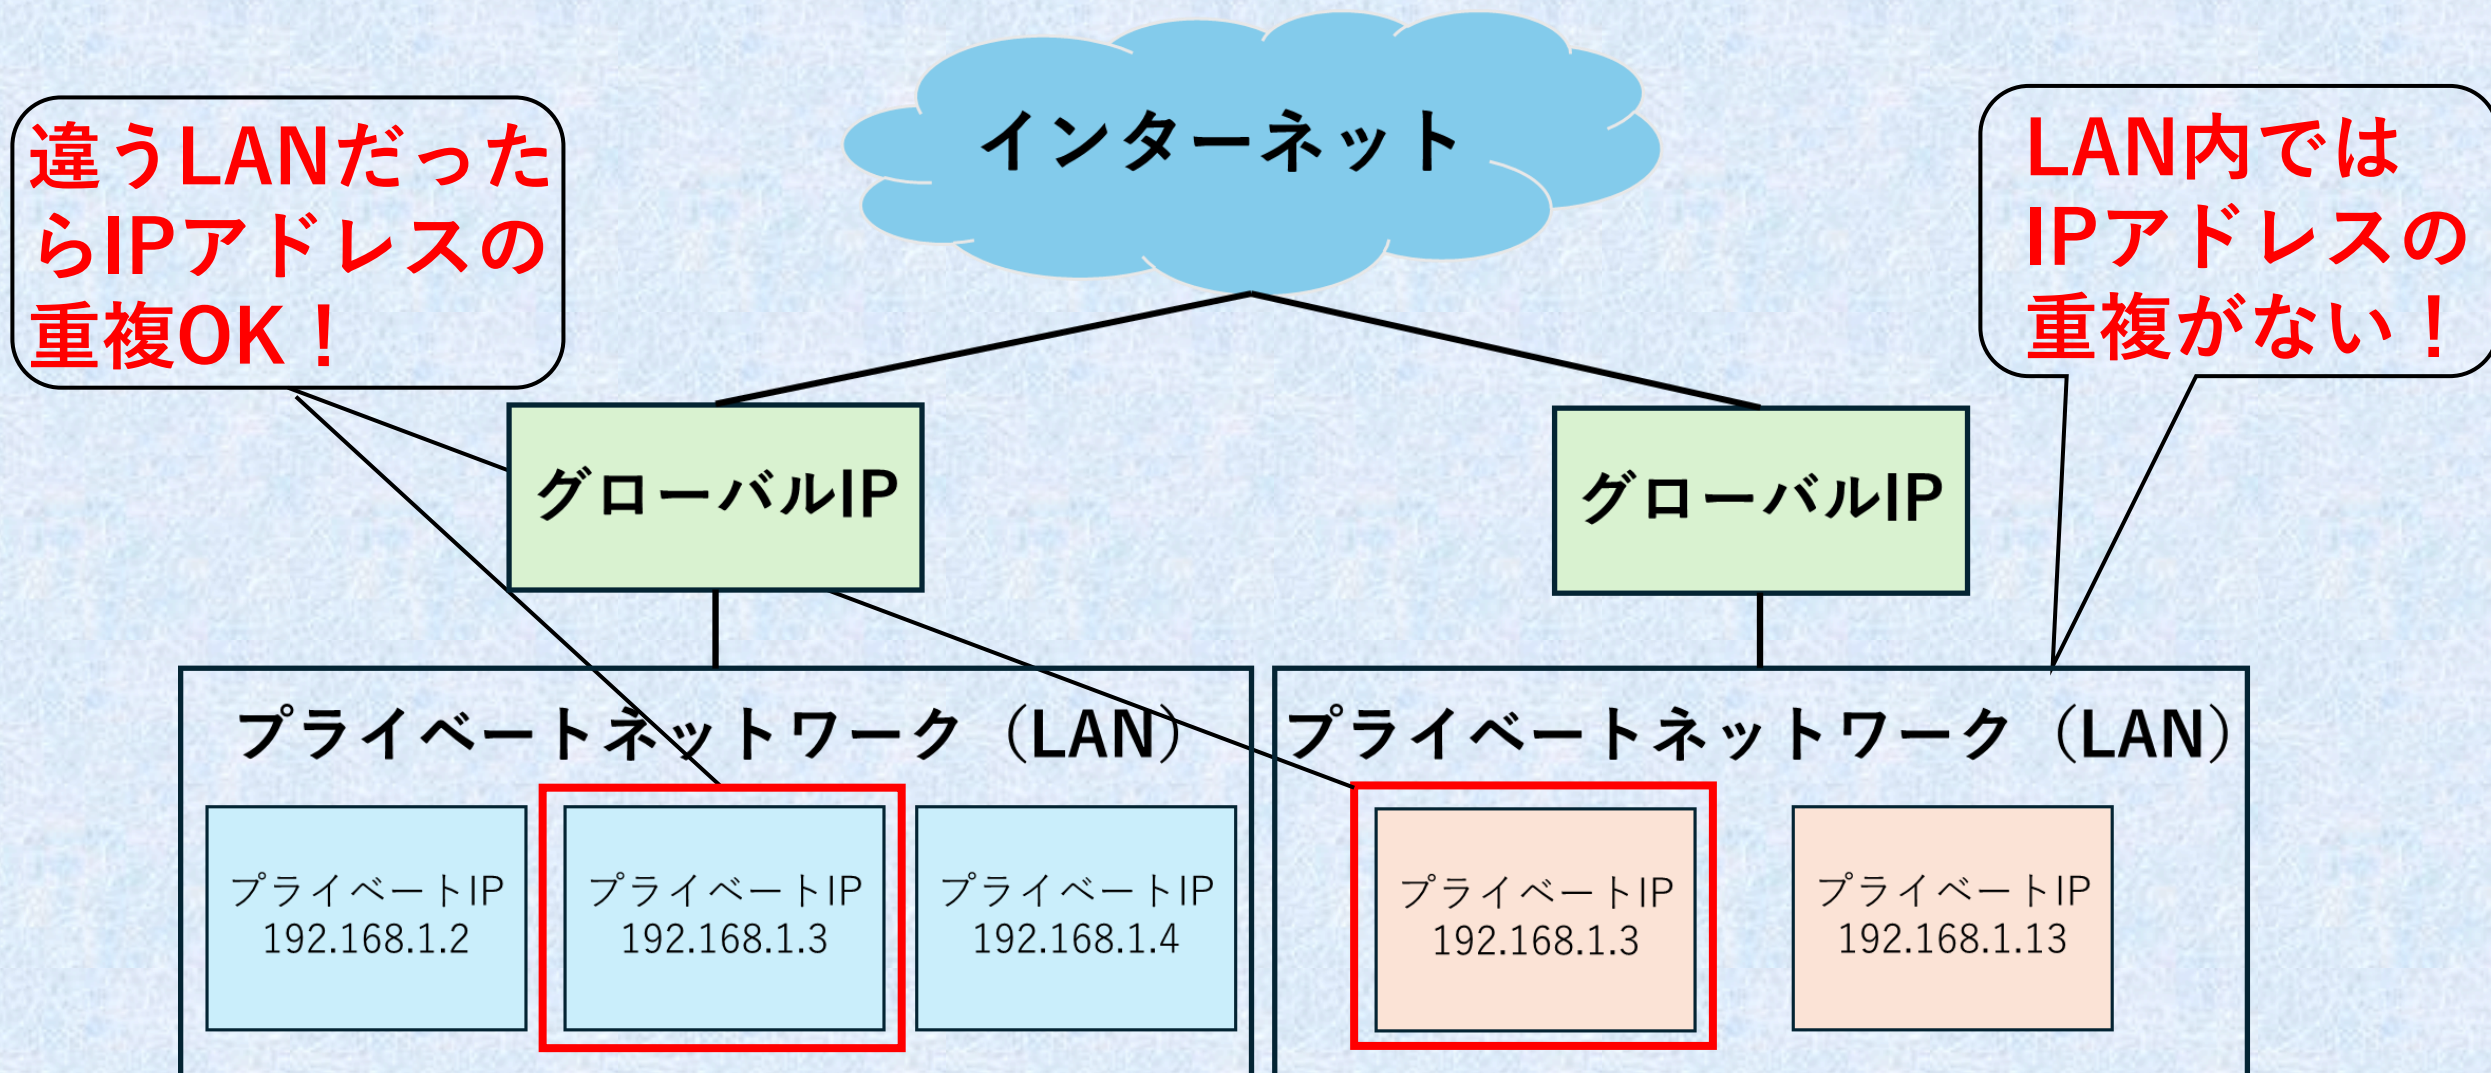 インターネット
違うLANだった
らIPアドレスの
重複OK！
LAN内では
IPアドレスの
重複がない！
グローバルIP
グローバルIP
プライベートネットワーク（LAN）
プライベートIP
192.168.1.2
プライベートIP
192.168.1.3
プライベートIP
192.168.1.4
プライベートネットワーク（LAN）
プライベートIP
192.168.1.3
プライベートIP
192.168.1.13